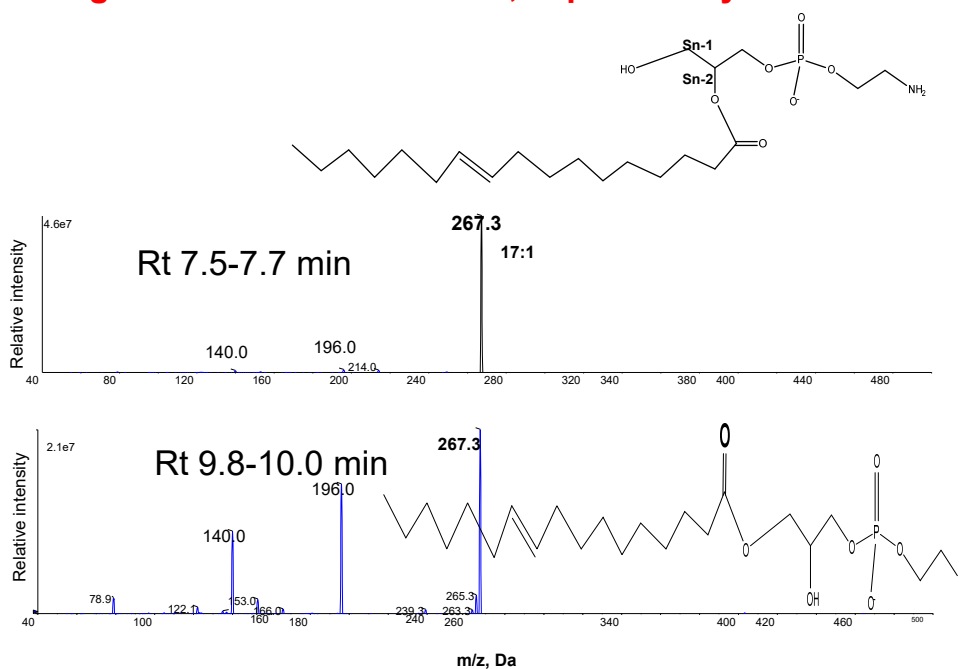 Sn-1
HO
Sn-2
O
O
P
O
O-
NH2
O
O
4.6e7
267.3
17:1
Rt 7.5-7.7 min
140.0
196.0
214.0
Relative intensity
40 80 120 160 200 240 280 320 340 380 400 440 480
2.1e7
267.3
Rt 9.8-10.0 min
196.0
140.0
78.9
122.1
153.0
166.0
239.3
263.3
265.3
O
O
O
P
O
O
OH
O-
Relative intensity
40 100 160 180 240 260 340 400 420 460 500
m/z, Da